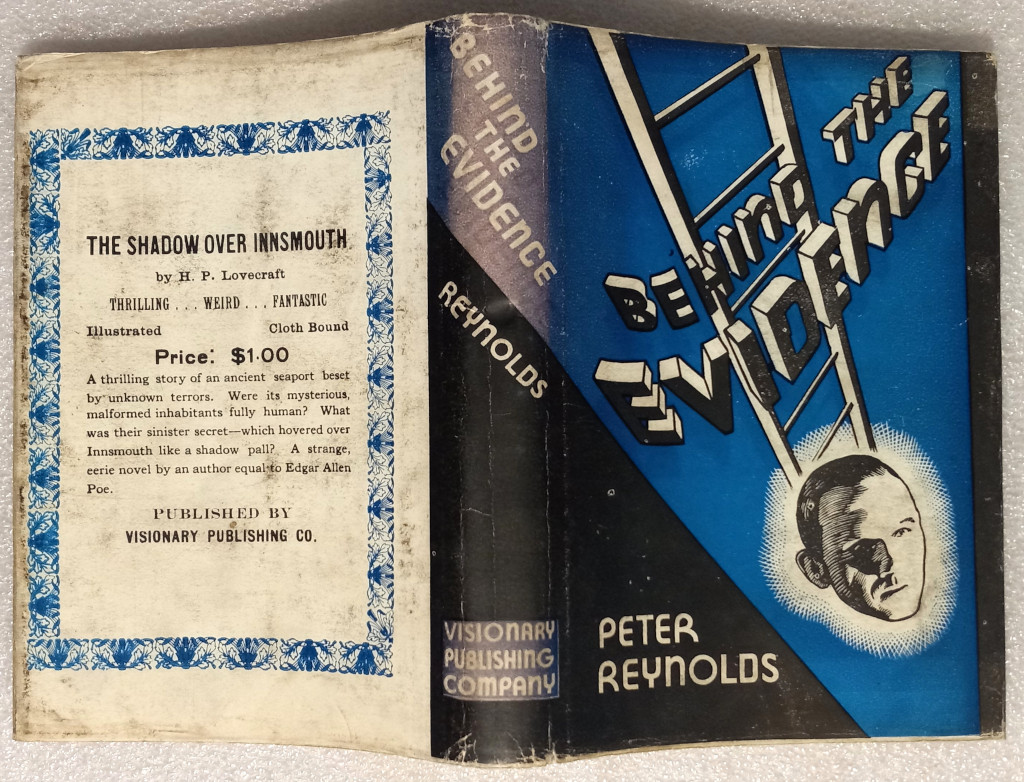 THE SHADOW OVER INNSMOUTH
by H. P. Lovecraft
THRILLING . . . WEIRD . . . FANTASTIC
Illustrated Cloth Bound
Price: $1.00
A thrilling story of an ancient seaport beset
by unknown terrors. Were its mysterious,
malformed inhabitants fully human? What
was their sinister secret—which hovered over
Innsmouth like a shadow pall? A strange,
eerie novel by an author equal to Edgar Allen
Poe.
PUBLISHED BY
VISIONARY PUBLISHING CO.
BEHIND
THE
EVIDENCE
REYNOLDS
VISIONARY
PUBLISHING
COMPANY
BEHIND THE
EVIDENCE
PETER
REYNOLDS